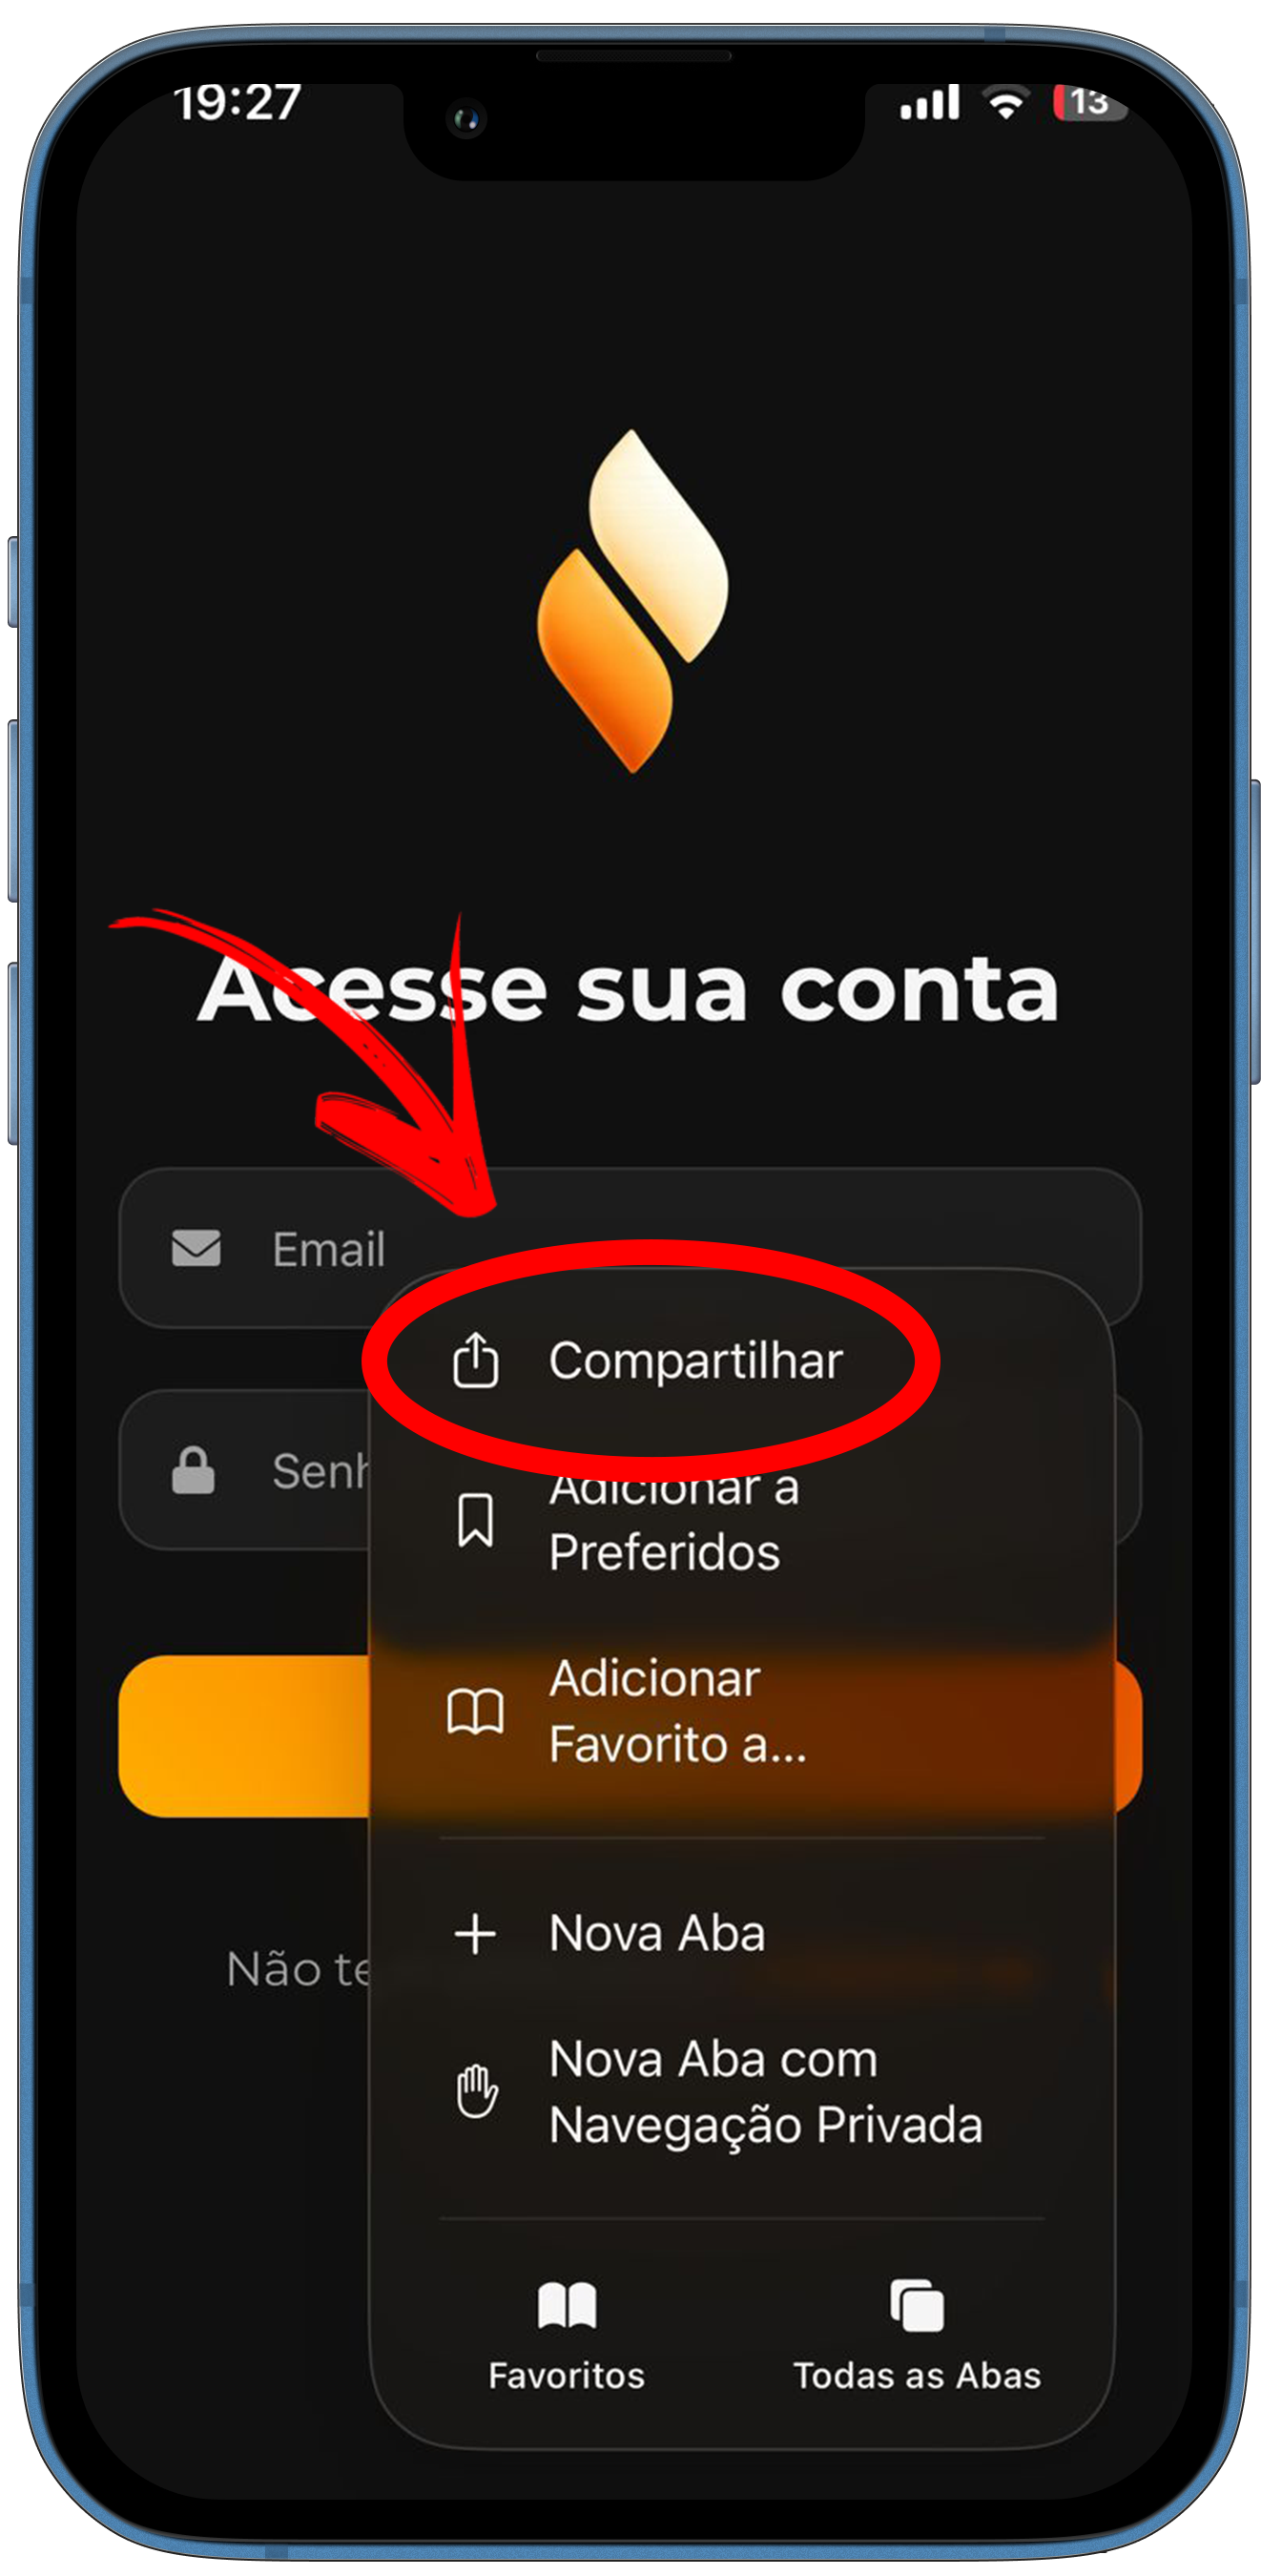 19:27
13
Acesse sua conta
Email
Compartilhar
Senh
Adicionar a
Preferidos
Adicionar
Favorito a...
Nova Aba
Não te
Nova Aba com
Navegação Privada
Favoritos
Todas as Abas